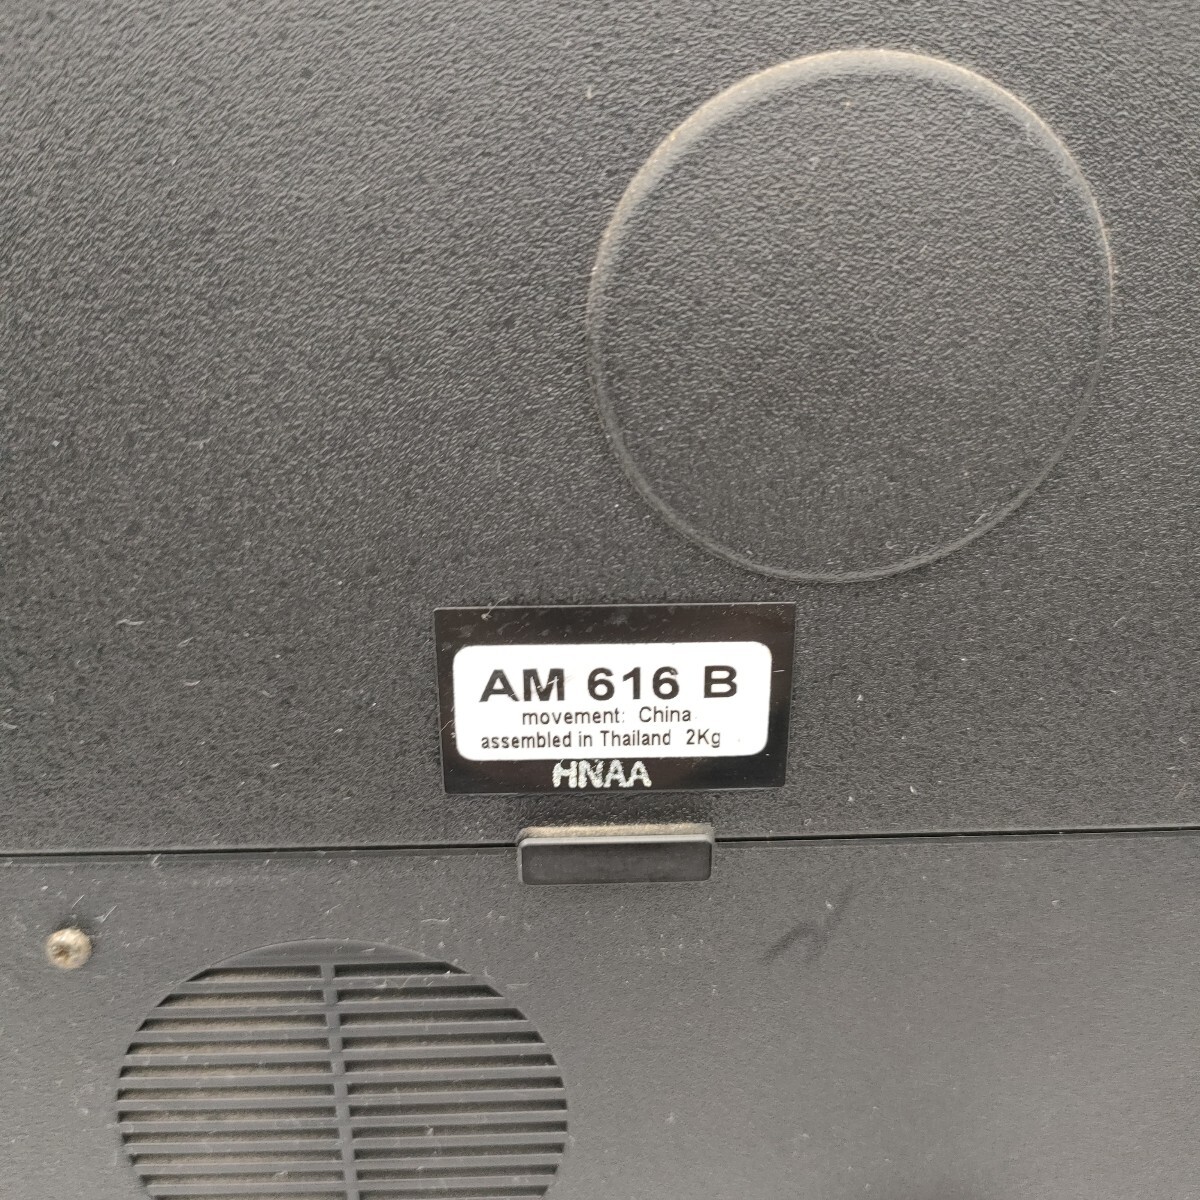 AM 616 B
movement: China
assembled in Thailand 2Kg
HNAA